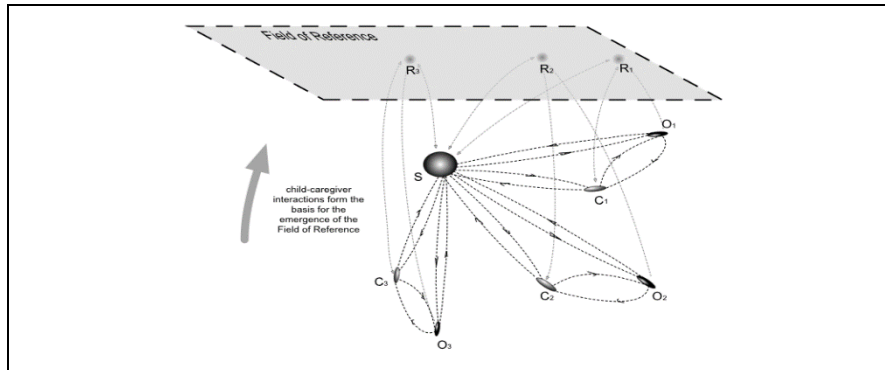 Field of Reference
R3
R2
R1
O1
S
C1
child-caregiver
interactions form the
basis for the
emergence of the
Field of Reference
C3
C2
O2
O3